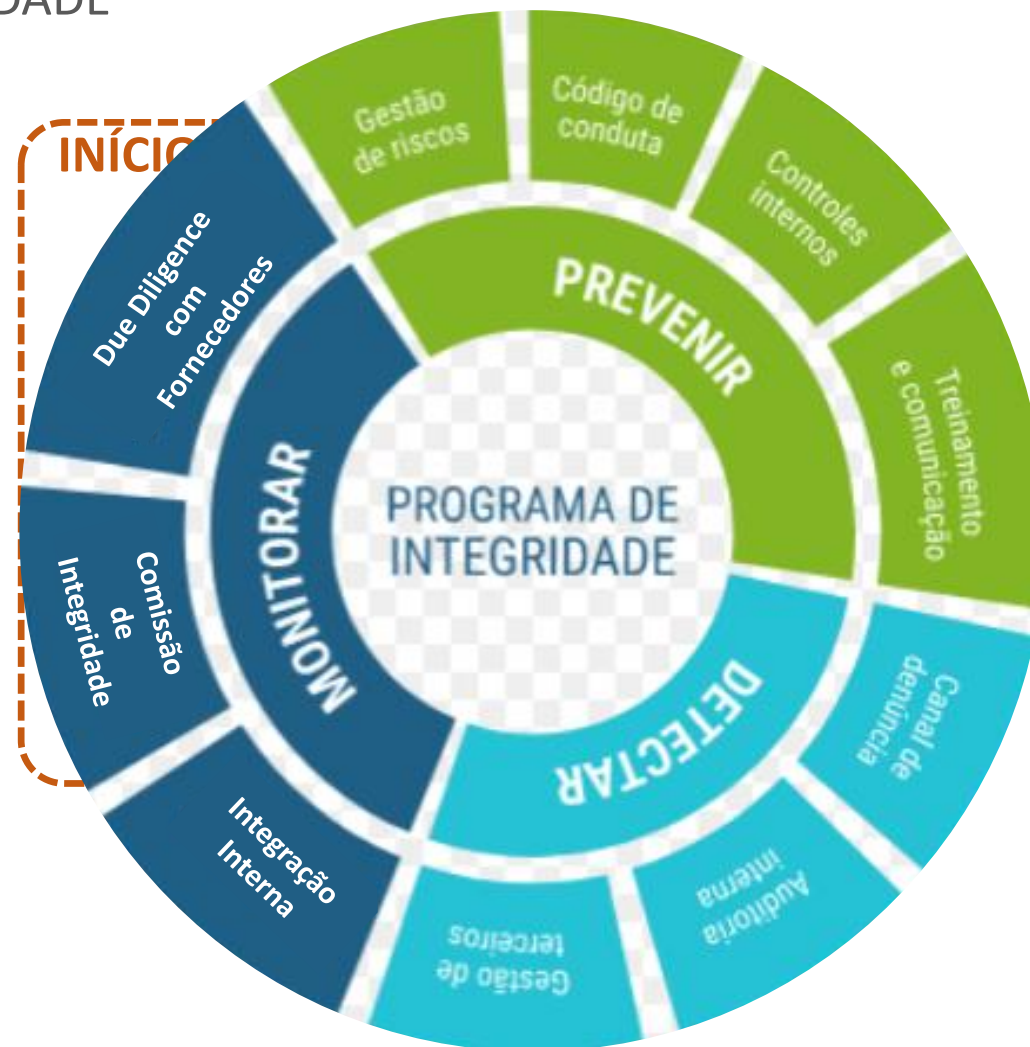 DADE
INÍCIO
Gestão
de riscos
Código de
conduta
Controles
internos
Treinamento
e comunicação
PREVENIR
Canal de
denúncia
Auditoria
interna
Gestão de
terceiros
DETECTAR
Integração
Interna
Comissão
de
Integridade
Due Diligence
com
Fornecedores
MONITORAR
PROGRAMA DE
INTEGRIDADE